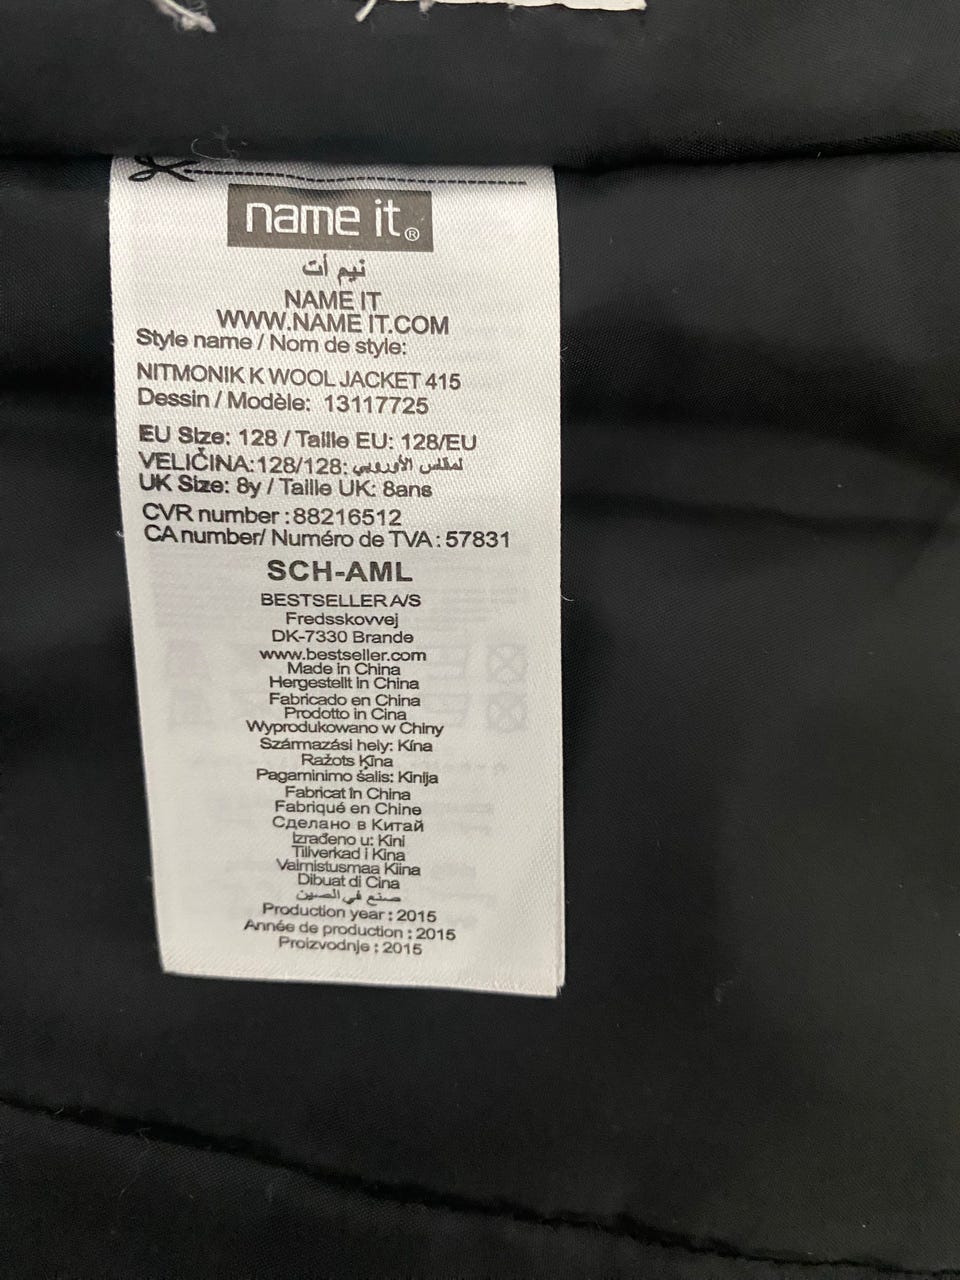 name it®
نيم أت
NAME IT
WWW.NAME IT.COM
Style name / Nom de style:
NITMONIK K WOOL JACKET 415
Dessin / Modèle: 13117725
EU Size: 128 / Taille EU: 128/EU
VELIČINA:128/128: لمقاس الأوروبي
UK Size: 8y / Taille UK: 8ans
CVR number :88216512
CA number/ Numéro de TVA : 57831
SCH-AML
BESTSELLER A/S
Fredsskovvej
DK-7330 Brande
www.bestseller.com
Made in China
Hergestellt in China
Fabricado en China
Prodotto in Cina
Wyprodukowano w Chiny
Származási hely: Kína
Ražots Ķīna
Pagaminimo šalis: Kinija
Fabricat în China
Fabriqué en Chine
Сделано в Китай
Izrađeno u: Kini
Tillverkad i Kina
Valmistusmaa Kiina
Dibuat di Cina
صنع في الصين
Production year : 2015
Année de production : 2015
Proizvodnje : 2015